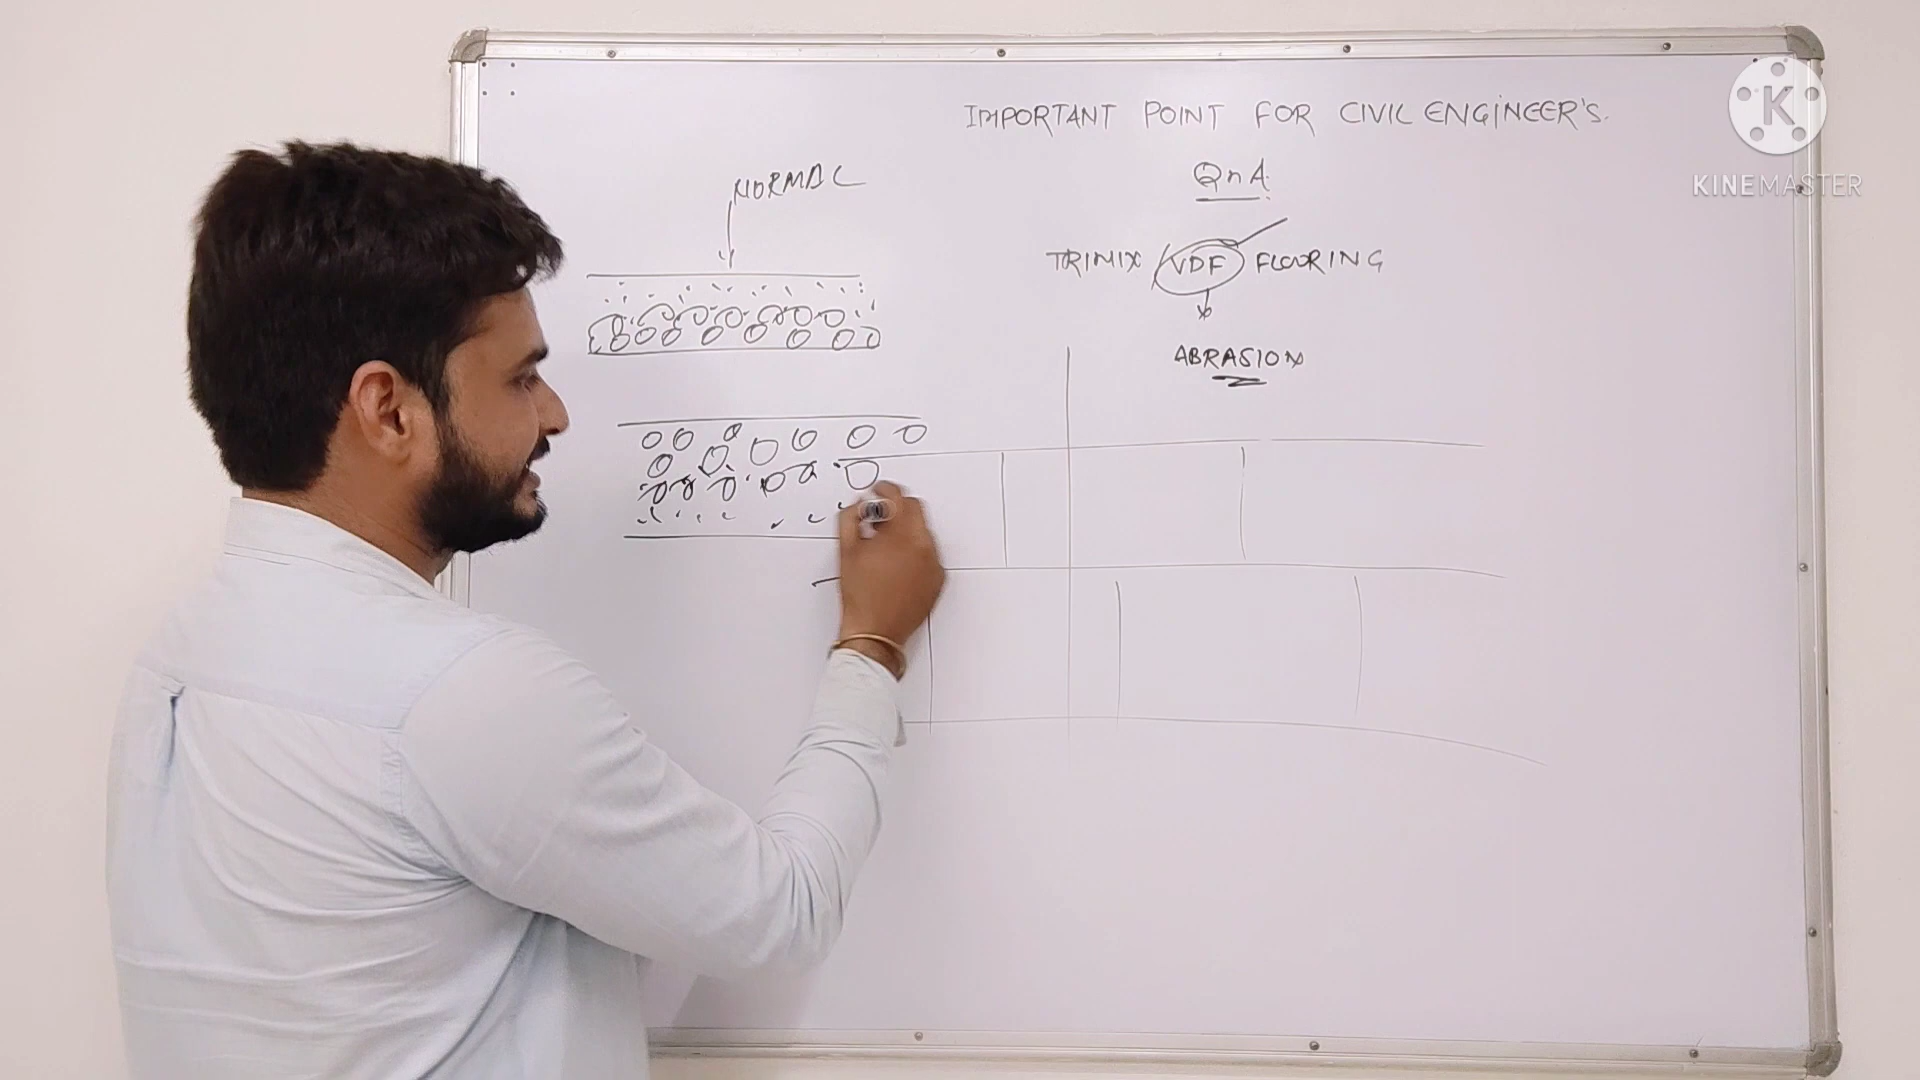 IMPORTANT POINT FOR CIVIL ENGINEER'S.
K
KINEMASTER
NORMAL
QnA
TRIMIX VDF FLOORING
ABRASION